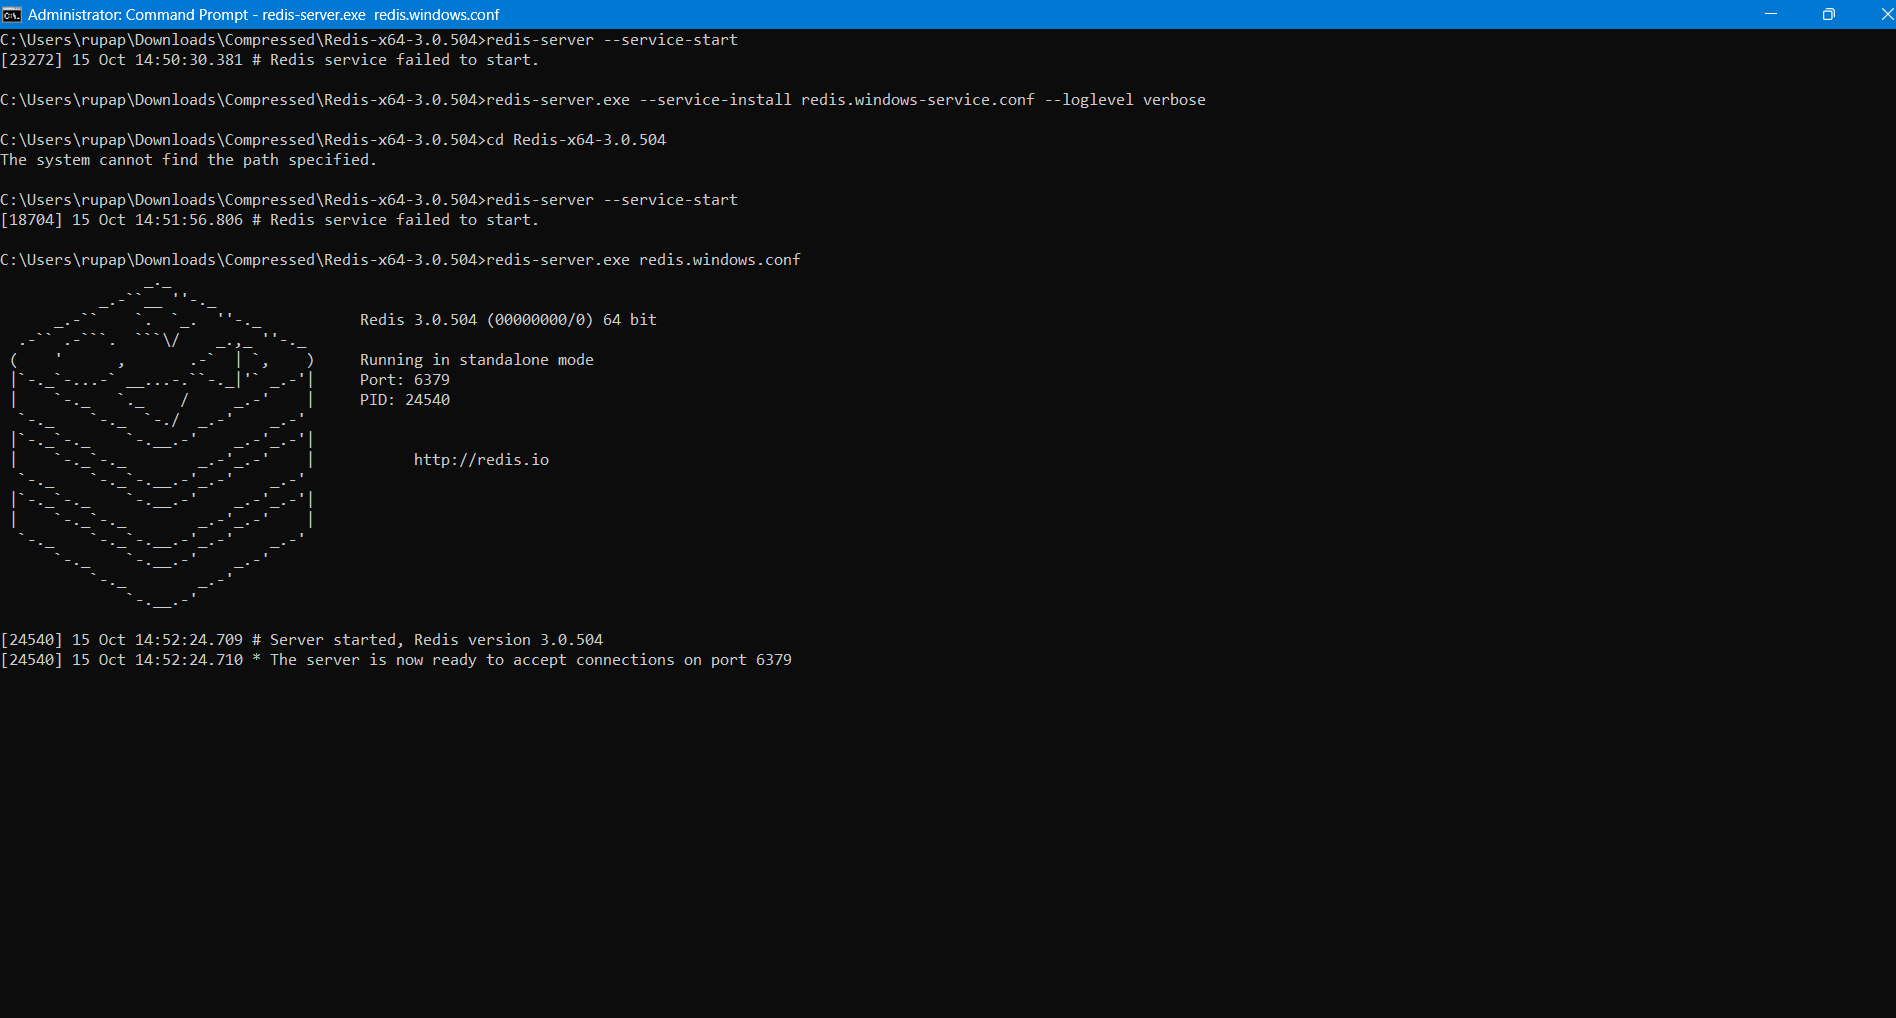 Administrator: Command Prompt - redis-server.exe  redis.windows.conf
C:\Users\rupap\Downloads\Compressed\Redis-x64-3.0.504>redis-server --service-start
[23272] 15 Oct 14:50:30.381 # Redis service failed to start.
C:\Users\rupap\Downloads\Compressed\Redis-x64-3.0.504>redis-server.exe --service-install redis.windows-service.conf --loglevel verbose
C:\Users\rupap\Downloads\Compressed\Redis-x64-3.0.504>cd Redis-x64-3.0.504
The system cannot find the path specified.
C:\Users\rupap\Downloads\Compressed\Redis-x64-3.0.504>redis-server --service-start
[18704] 15 Oct 14:51:56.806 # Redis service failed to start.
C:\Users\rupap\Downloads\Compressed\Redis-x64-3.0.504>redis-server.exe redis.windows.conf
Redis 3.0.504 (00000000/0) 64 bit
Running in standalone mode
Port: 6379
PID: 24540
http://redis.io
[24540] 15 Oct 14:52:24.709 # Server started, Redis version 3.0.504
[24540] 15 Oct 14:52:24.710 * The server is now ready to accept connections on port 6379